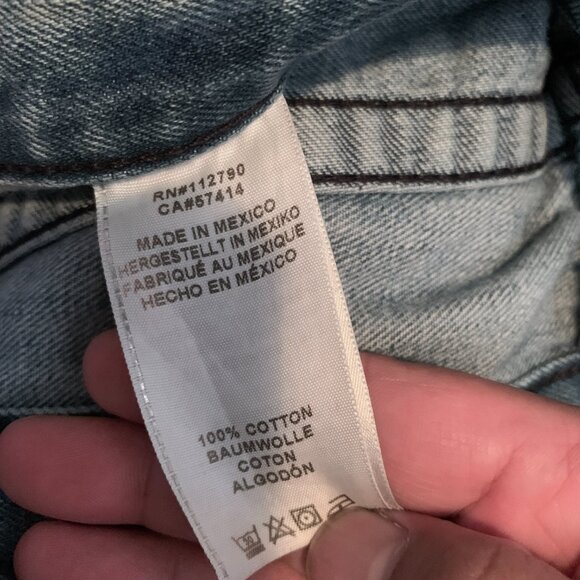 RN#112790
CA#57414
MADE IN MEXICO
HERGESTELLT IN MEXIKO
FABRIQUÉ AU MEXIQUE
HECHO EN MÉXICO
100% COTTON
BAUMWOLLE
COTON
ALGODÓN
30